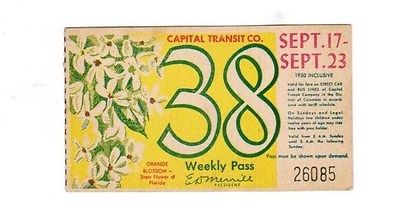 CAPITAL TRANSIT CO.
38
Weekly Pass
E. D. Merrill
PRESIDENT
ORANGE
BLOSSOM –
State Flower of
Florida
SEPT. 17-
SEPT. 23
1950 INCLUSIVE
Valid for fare on STREET CAR
and BUS LINES of Capital
Transit Company in the Dis-
trict of Columbia in accord-
ance with tariff schedule.
On Sundays and Legal
Holidays two children under
twelve years of age may ride
free with pass holder.
Valid from 5 A.M. Sunday
until 5 A.M. the following
Sunday.
Pass must be shown upon demand.
26085